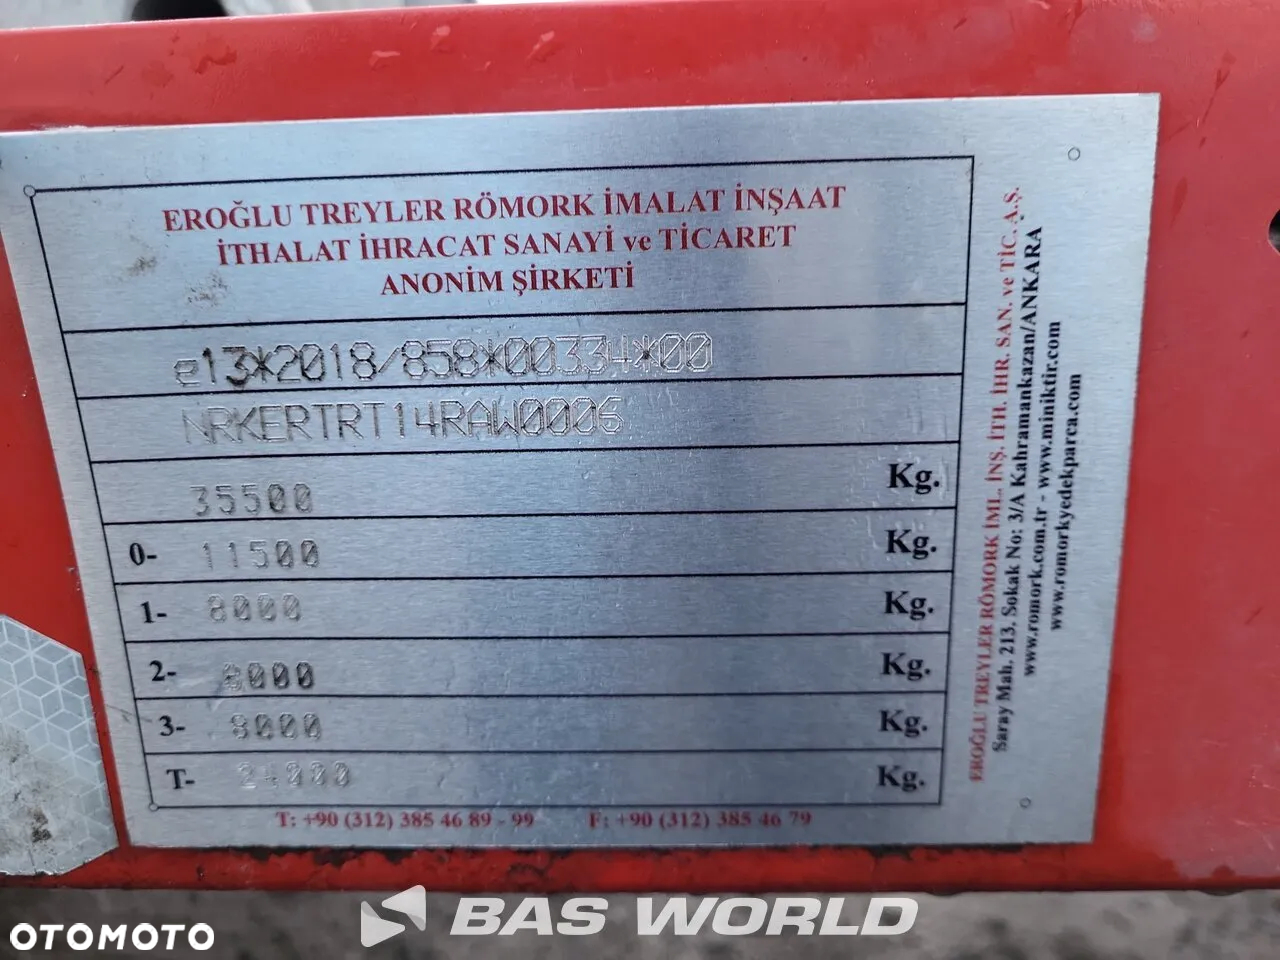 EROĞLU TREYLER RÖMORK İMALAT İNŞAAT
İTHALAT İHRACAT SANAYİ ve TİCARET
ANONİM ŞİRKETİ
e13*2018/858*00334*00
NRKERTRT14RAW0006
35500 Kg.
0- 11500 Kg.
1- 8000 Kg.
2- 8000 Kg.
3- 8000 Kg.
T- 24000 Kg.
T: +90 (312) 385 46 89 - 99 F: +90 (312) 385 46 79
EROĞLU TREYLER RÖMORK İML. İNŞ. İTH. İHR. SAN. ve TİC. A.Ş.
Saray Mah. 213. Sokak No: 3/A Kahramankazan/ANKARA
www.romork.com.tr - www.miniktir.com
www.romorkyedekparca.com
OTOMOTO
BAS WORLD